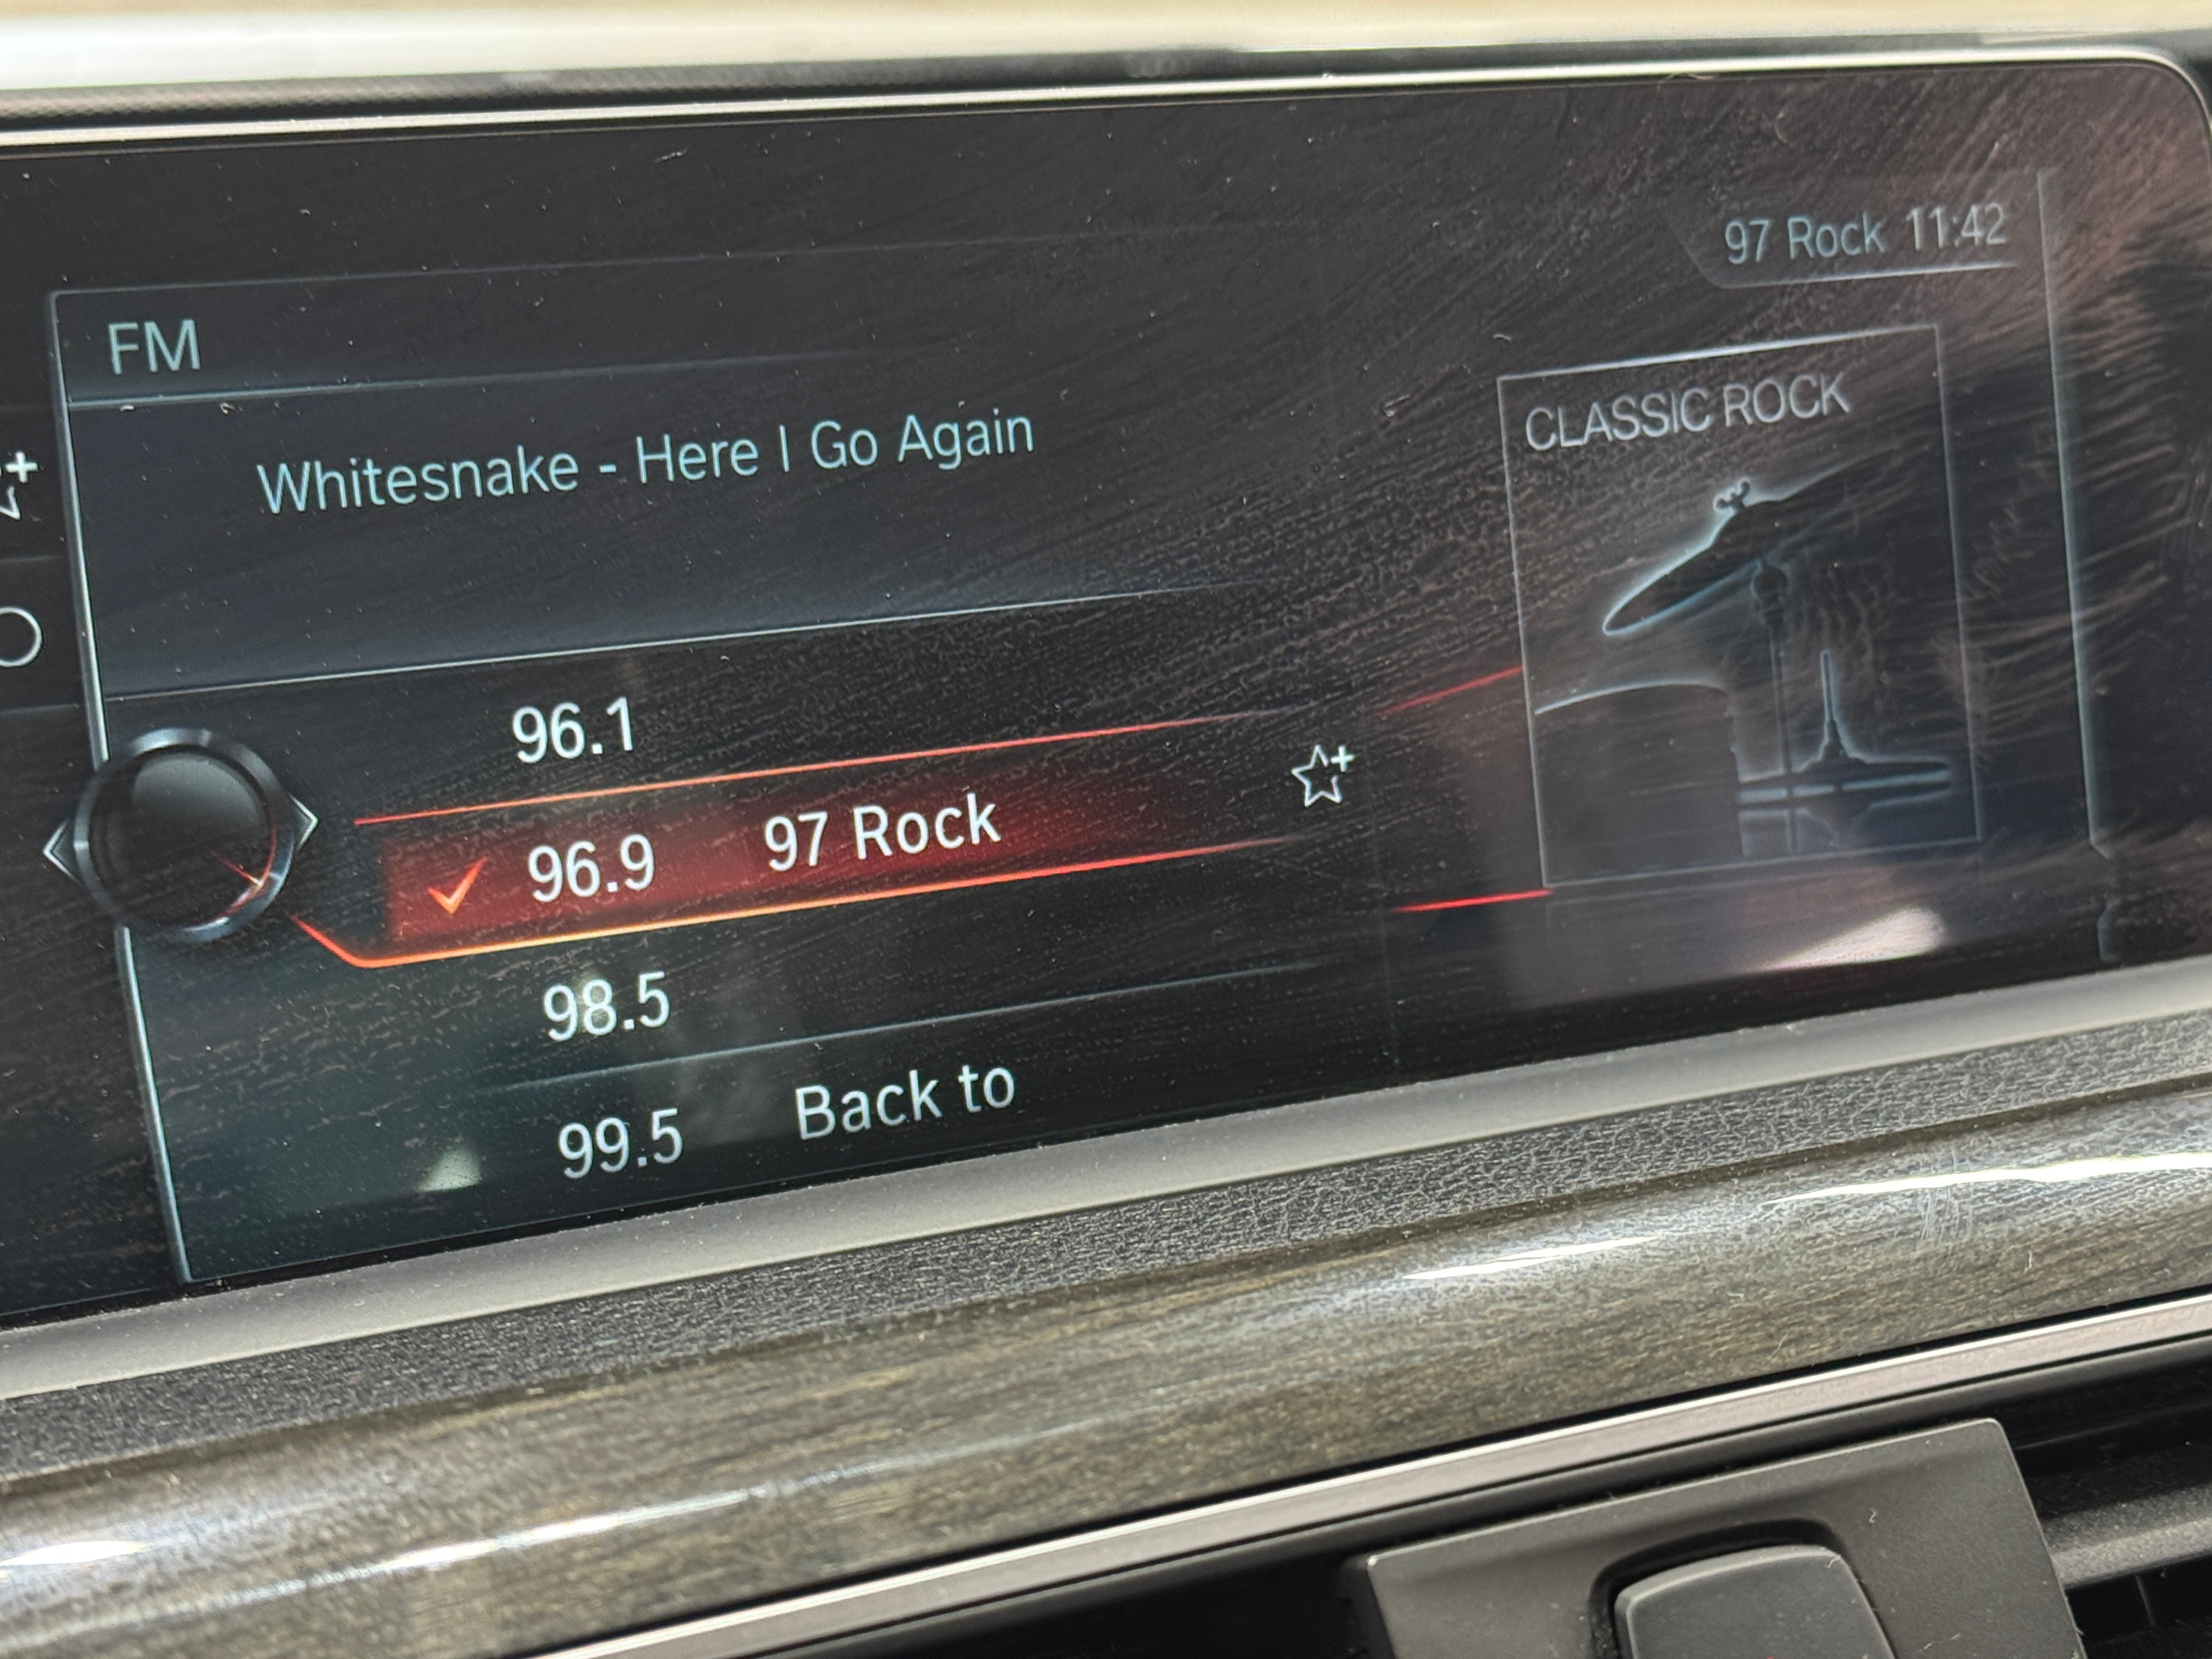 97 Rock 11:42
FM
Whitesnake - Here I Go Again
CLASSIC ROCK
96.1
96.9 97 Rock
98.5
99.5 Back to